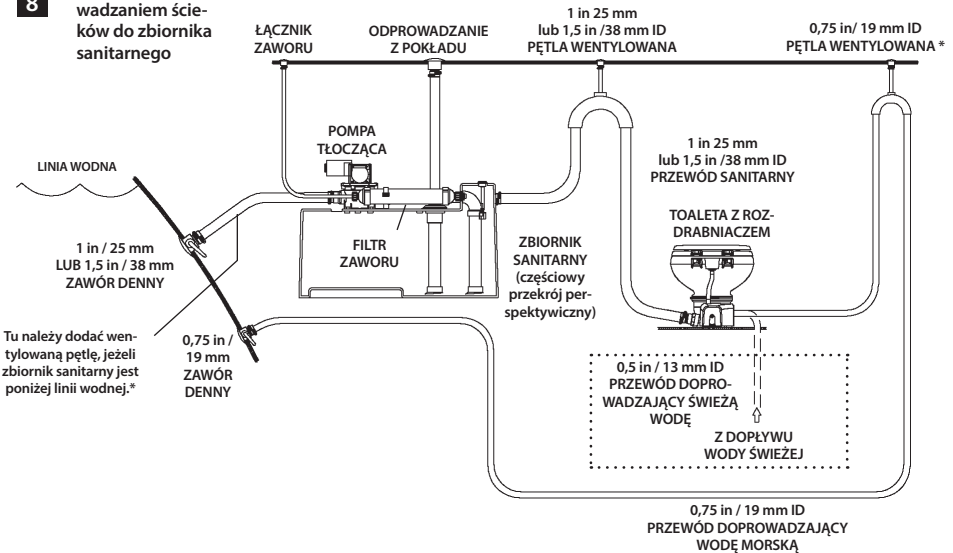 8
wadzaniem ście-
ków do zbiornika
sanitarnego
ŁĄCZNIK
ZAWORU
ODPROWADZANIE
Z POKŁADU
1 in 25 mm
lub 1,5 in /38 mm ID
PĘTLA WENTYLOWANA
0,75 in/ 19 mm ID
PĘTLA WENTYLOWANA *
POMPA
TŁOCZĄCA
LINIA WODNA
1 in 25 mm
lub 1,5 in /38 mm ID
PRZEWÓD SANITARNY
TOALETA Z ROZ-
DRABNIACZEM
1 in / 25 mm
LUB 1,5 in / 38 mm
ZAWÓR DENNY
FILTR
ZAWORU
ZBIORNIK
SANITARNY
(częściowy
przekrój per-
spektywiczny)
Tu należy dodać wen-
tylowaną pętlę, jeżeli
zbiornik sanitarny jest
poniżej linii wodnej.*
0,75 in /
19 mm
ZAWÓR
DENNY
0,5 in / 13 mm ID
PRZEWÓD DOPRO-
WADZAJĄCY ŚWIEŻĄ
WODĘ
Z DOPŁYWU
WODY ŚWIEŻEJ
0,75 in / 19 mm ID
PRZEWÓD DOPROWADZAJĄCY
WODĘ MORSKĄ